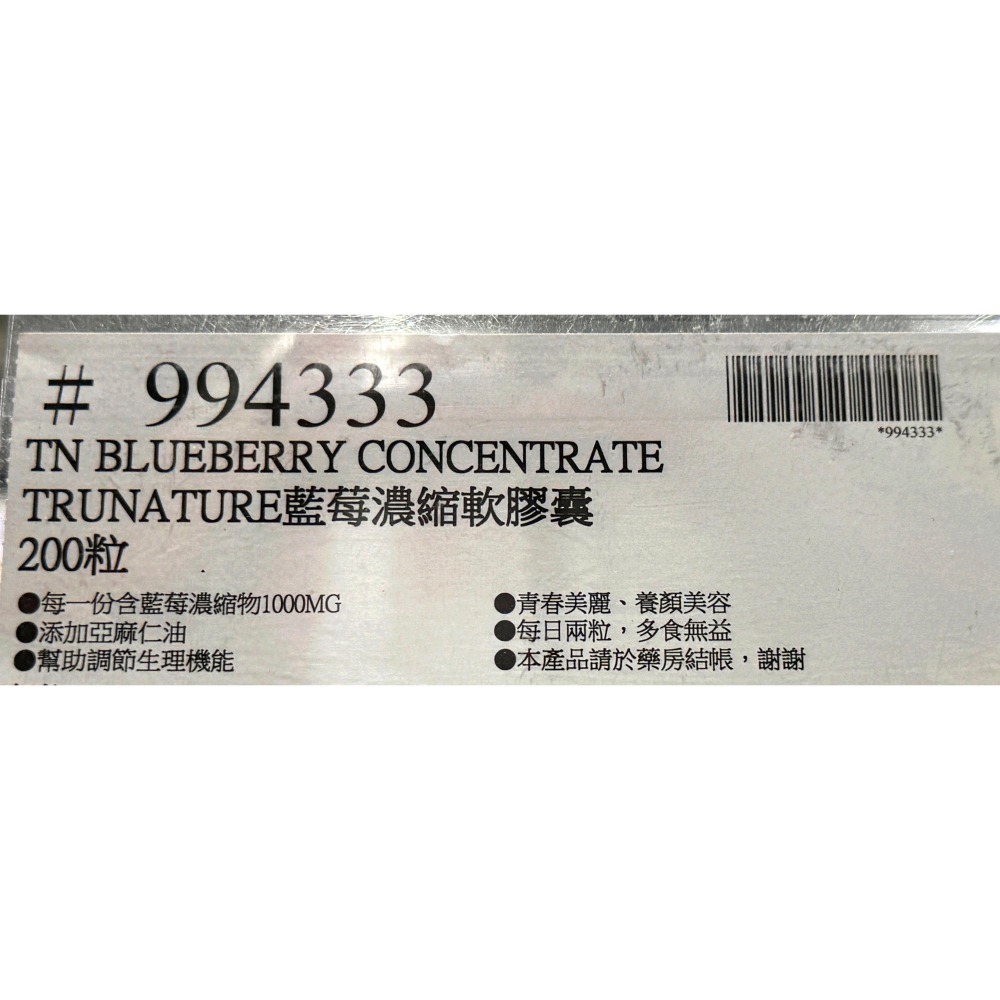 # 994333
*994333*
TN BLUEBERRY CONCENTRATE
TRUNATURE藍莓濃縮軟膠囊
200粒
●每一份含藍莓濃縮物1000MG
●添加亞麻仁油
●幫助調節生理機能
●青春美麗、養顏美容
●每日兩粒，多食無益
●本產品請於藥房結帳，謝謝